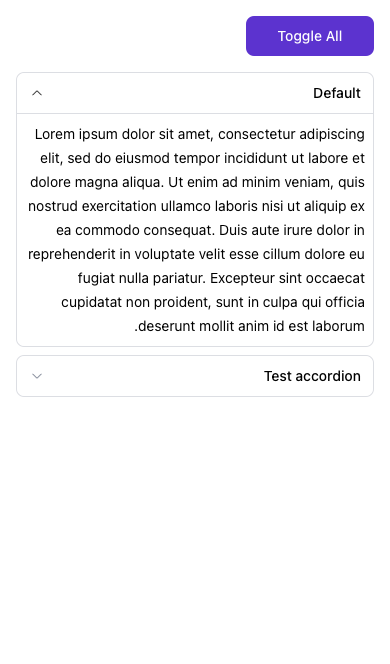 Toggle All
Default
Lorem ipsum dolor sit amet, consectetur adipiscing
elit, sed do eiusmod tempor incididunt ut labore et
dolore magna aliqua. Ut enim ad minim veniam, quis
nostrud exercitation ullamco laboris nisi ut aliquip ex
ea commodo consequat. Duis aute irure dolor in
reprehenderit in voluptate velit esse cillum dolore eu
fugiat nulla pariatur. Excepteur sint occaecat
cupidatat non proident, sunt in culpa qui officia
.deserunt mollit anim id est laborum
Test accordion